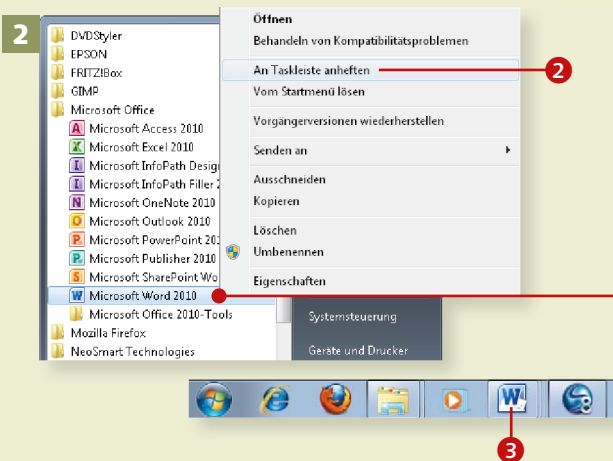 2
DVDStyler
EPSON
FRITZ!Box
GIMP
Microsoft Office
Microsoft Access 2010
Microsoft Excel 2010
Microsoft InfoPath Desig
Microsoft InfoPath Filler 2
Microsoft OneNote 2010
Microsoft Outlook 2010
Microsoft PowerPoint 20
Microsoft Publisher 2010
Microsoft SharePoint Wo
Microsoft Word 2010
Microsoft Office 2010-Tools
Mozilla Firefox
NeoSmart Technologies
Öffnen
Behandeln von Kompatibilitätsproblemen
An Taskleiste anheften
2
Vom Startmenü lösen
Vorgängerversionen wiederherstellen
Senden an
Ausschneiden
Kopieren
Löschen
Umbenennen
Eigenschaften
Systemsteuerung
Geräte und Drucker
W
3